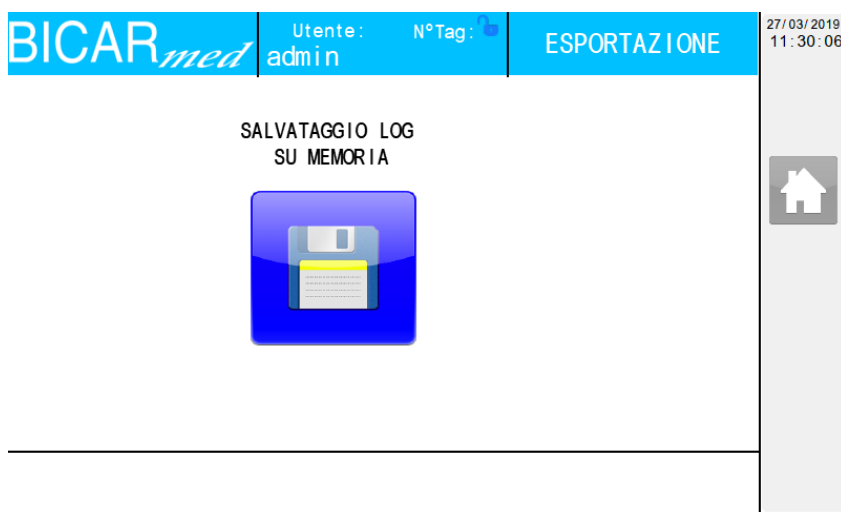 BICARmed
Utente:
admin
N°Tag:
ESPORTAZIONE
27/03/2019
11:30:06
SALVATAGGIO LOG
SU MEMORIA